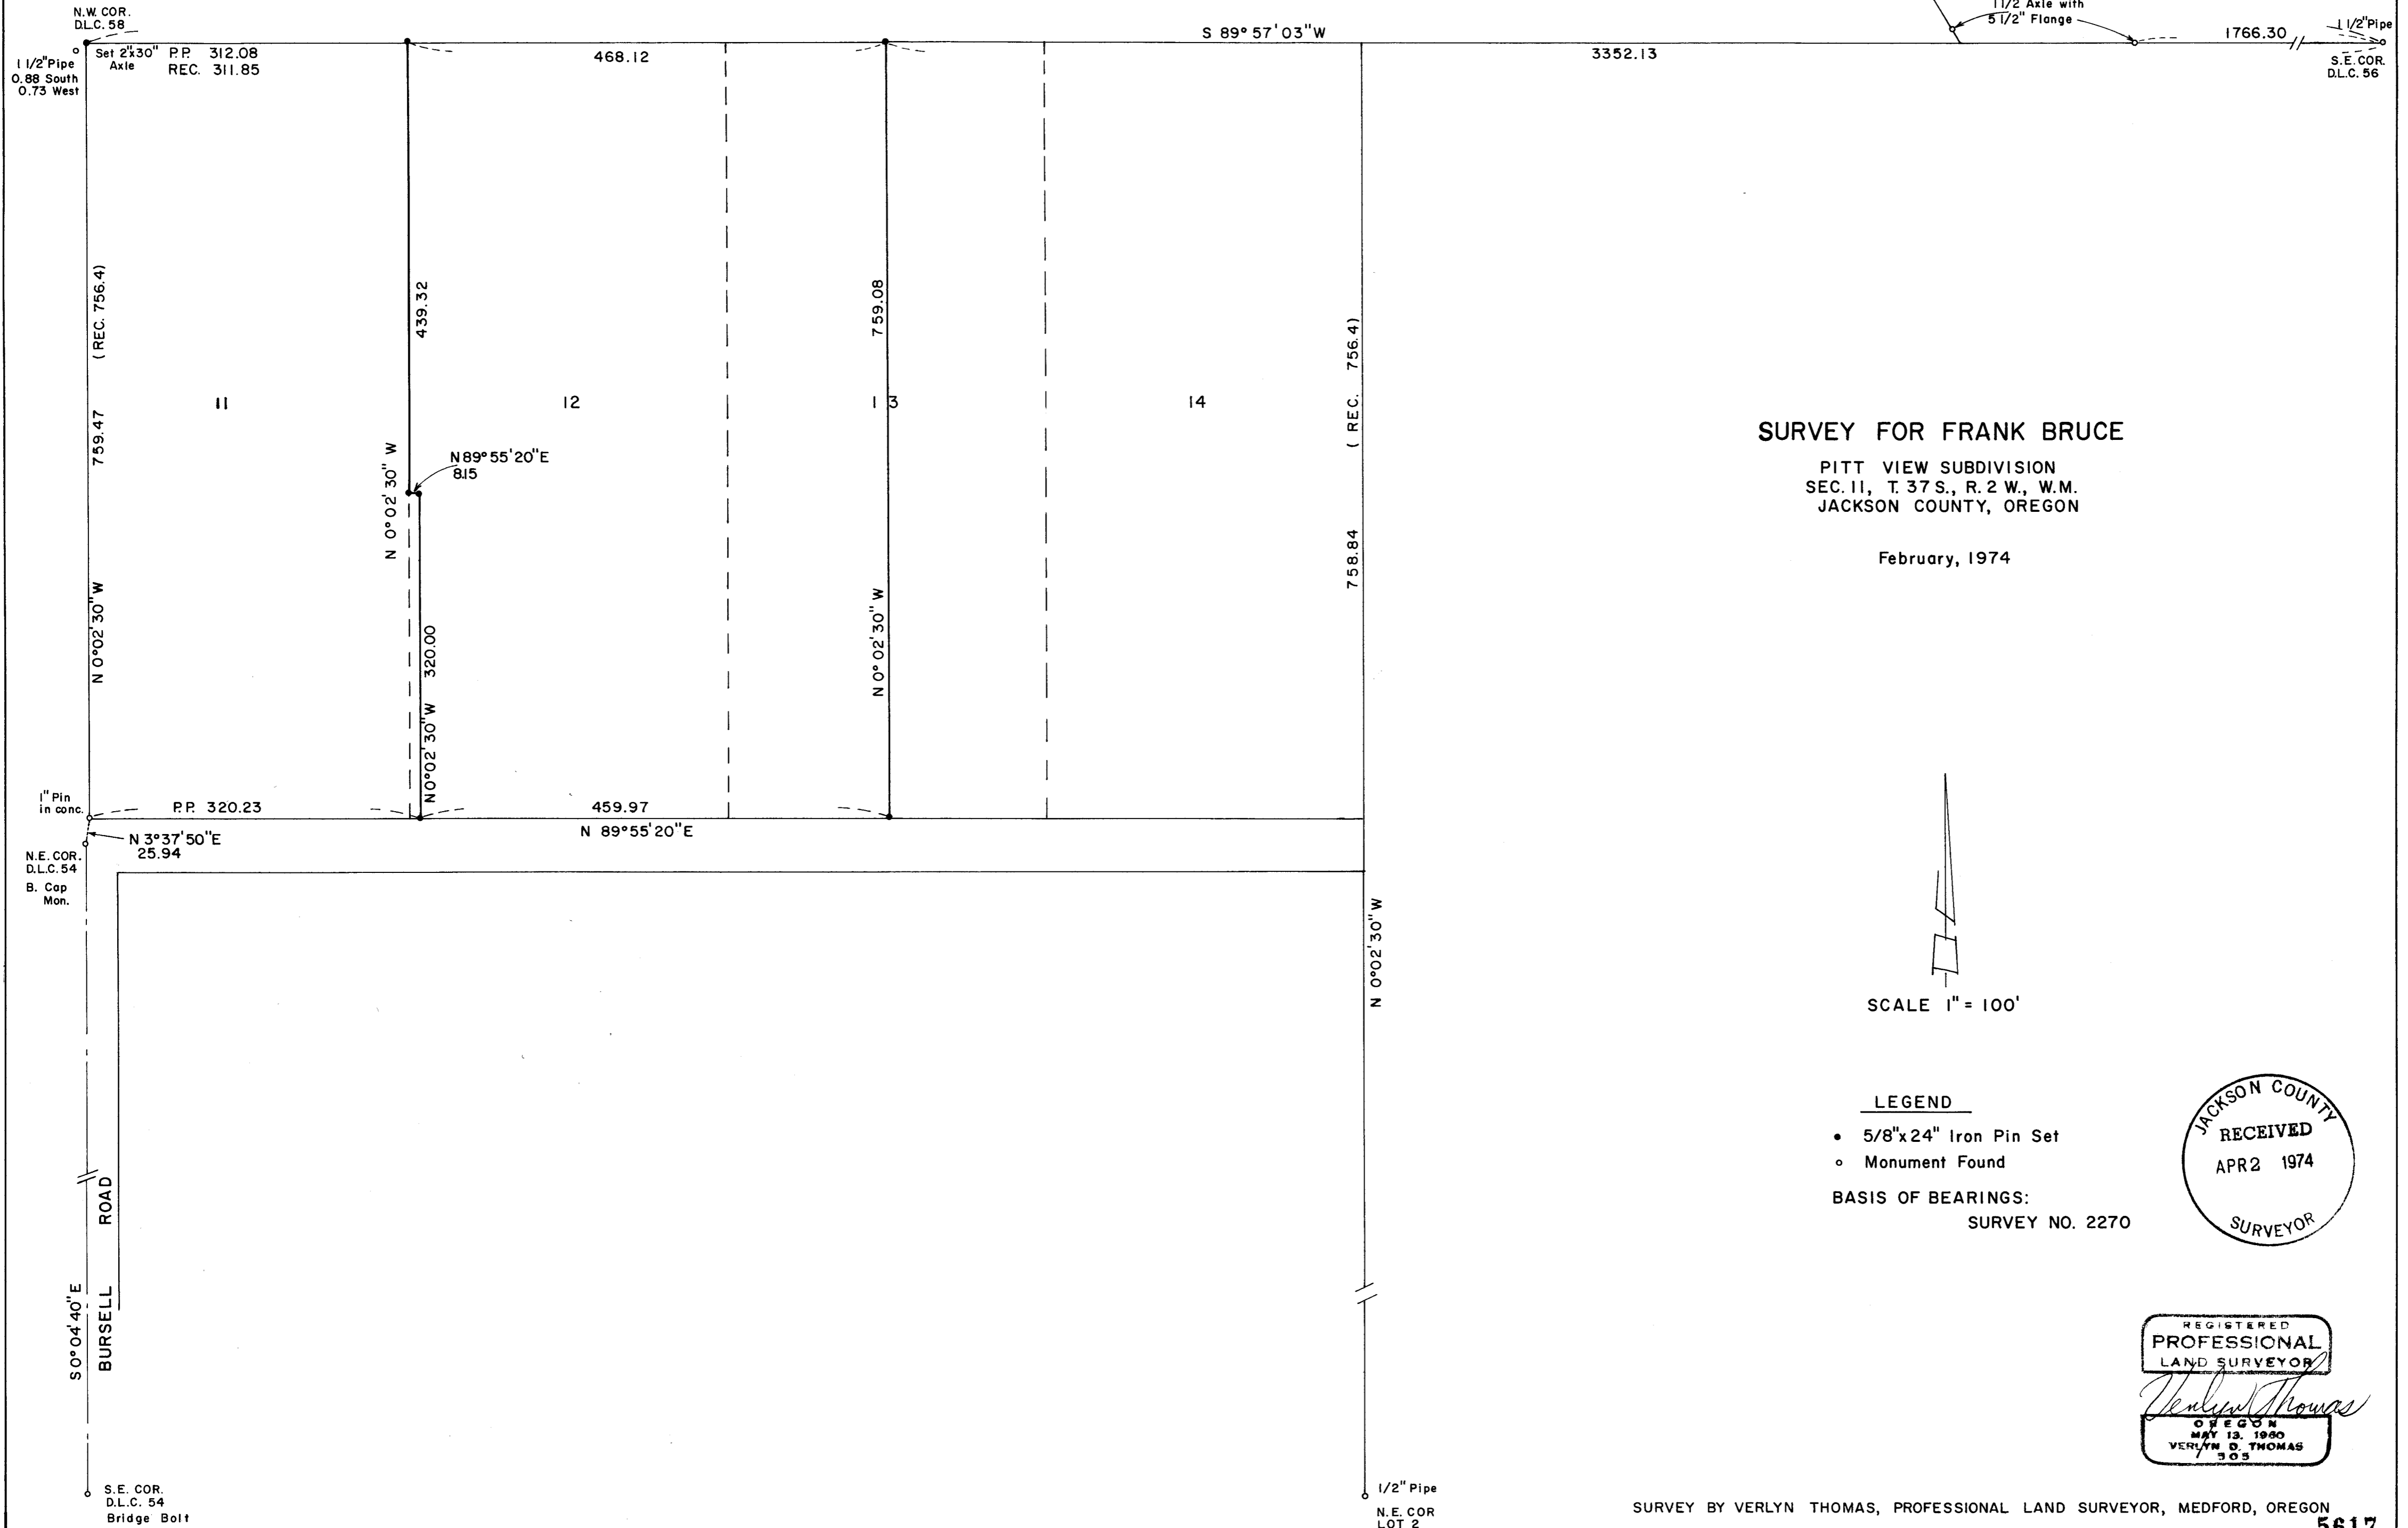 N.W. COR.
D.L.C. 58
1 1/2" Pipe
0.88 South
0.73 West
Set 2"x30"
Axle
P.P. 312.08
REC. 311.85
468.12
S 89° 57' 03" W
3352.13
1 1/2 Axle with
5 1/2" Flange
1766.30
1 1/2" Pipe
S.E. COR.
D.L.C. 56
(REC. 756.4)
759.47
N 0°02'30" W
11
439.32
N 0°02'30" W
N 89°55'20" E
8.15
320.00
N 0°02'30" W
12
759.08
13
N 0°02'30" W
14
(REC. 756.4)
758.84
SURVEY FOR FRANK BRUCE
PITT VIEW SUBDIVISION
SEC. 11, T. 37 S., R. 2 W., W.M.
JACKSON COUNTY, OREGON
February, 1974
1" Pin
in conc.
P.P. 320.23
459.97
N 89°55'20" E
N 3°37'50" E
25.94
N.E. COR.
D.L.C. 54
B. Cap
Mon.
N 0°02'30" W
SCALE 1" = 100'
LEGEND
5/8" x 24" Iron Pin Set
Monument Found
BASIS OF BEARINGS:
SURVEY NO. 2270
JACKSON COUNTY
RECEIVED
APR 2 1974
SURVEYOR
S 0°04'40" E
BURSELL ROAD
REGISTERED
PROFESSIONAL
LAND SURVEYOR
Verlyn Thomas
OREGON
MAY 13, 1960
VERLYN D. THOMAS
505
S.E. COR.
D.L.C. 54
Bridge Bolt
1/2" Pipe
N.E. COR
LOT 2
SURVEY BY VERLYN THOMAS, PROFESSIONAL LAND SURVEYOR, MEDFORD, OREGON
5617